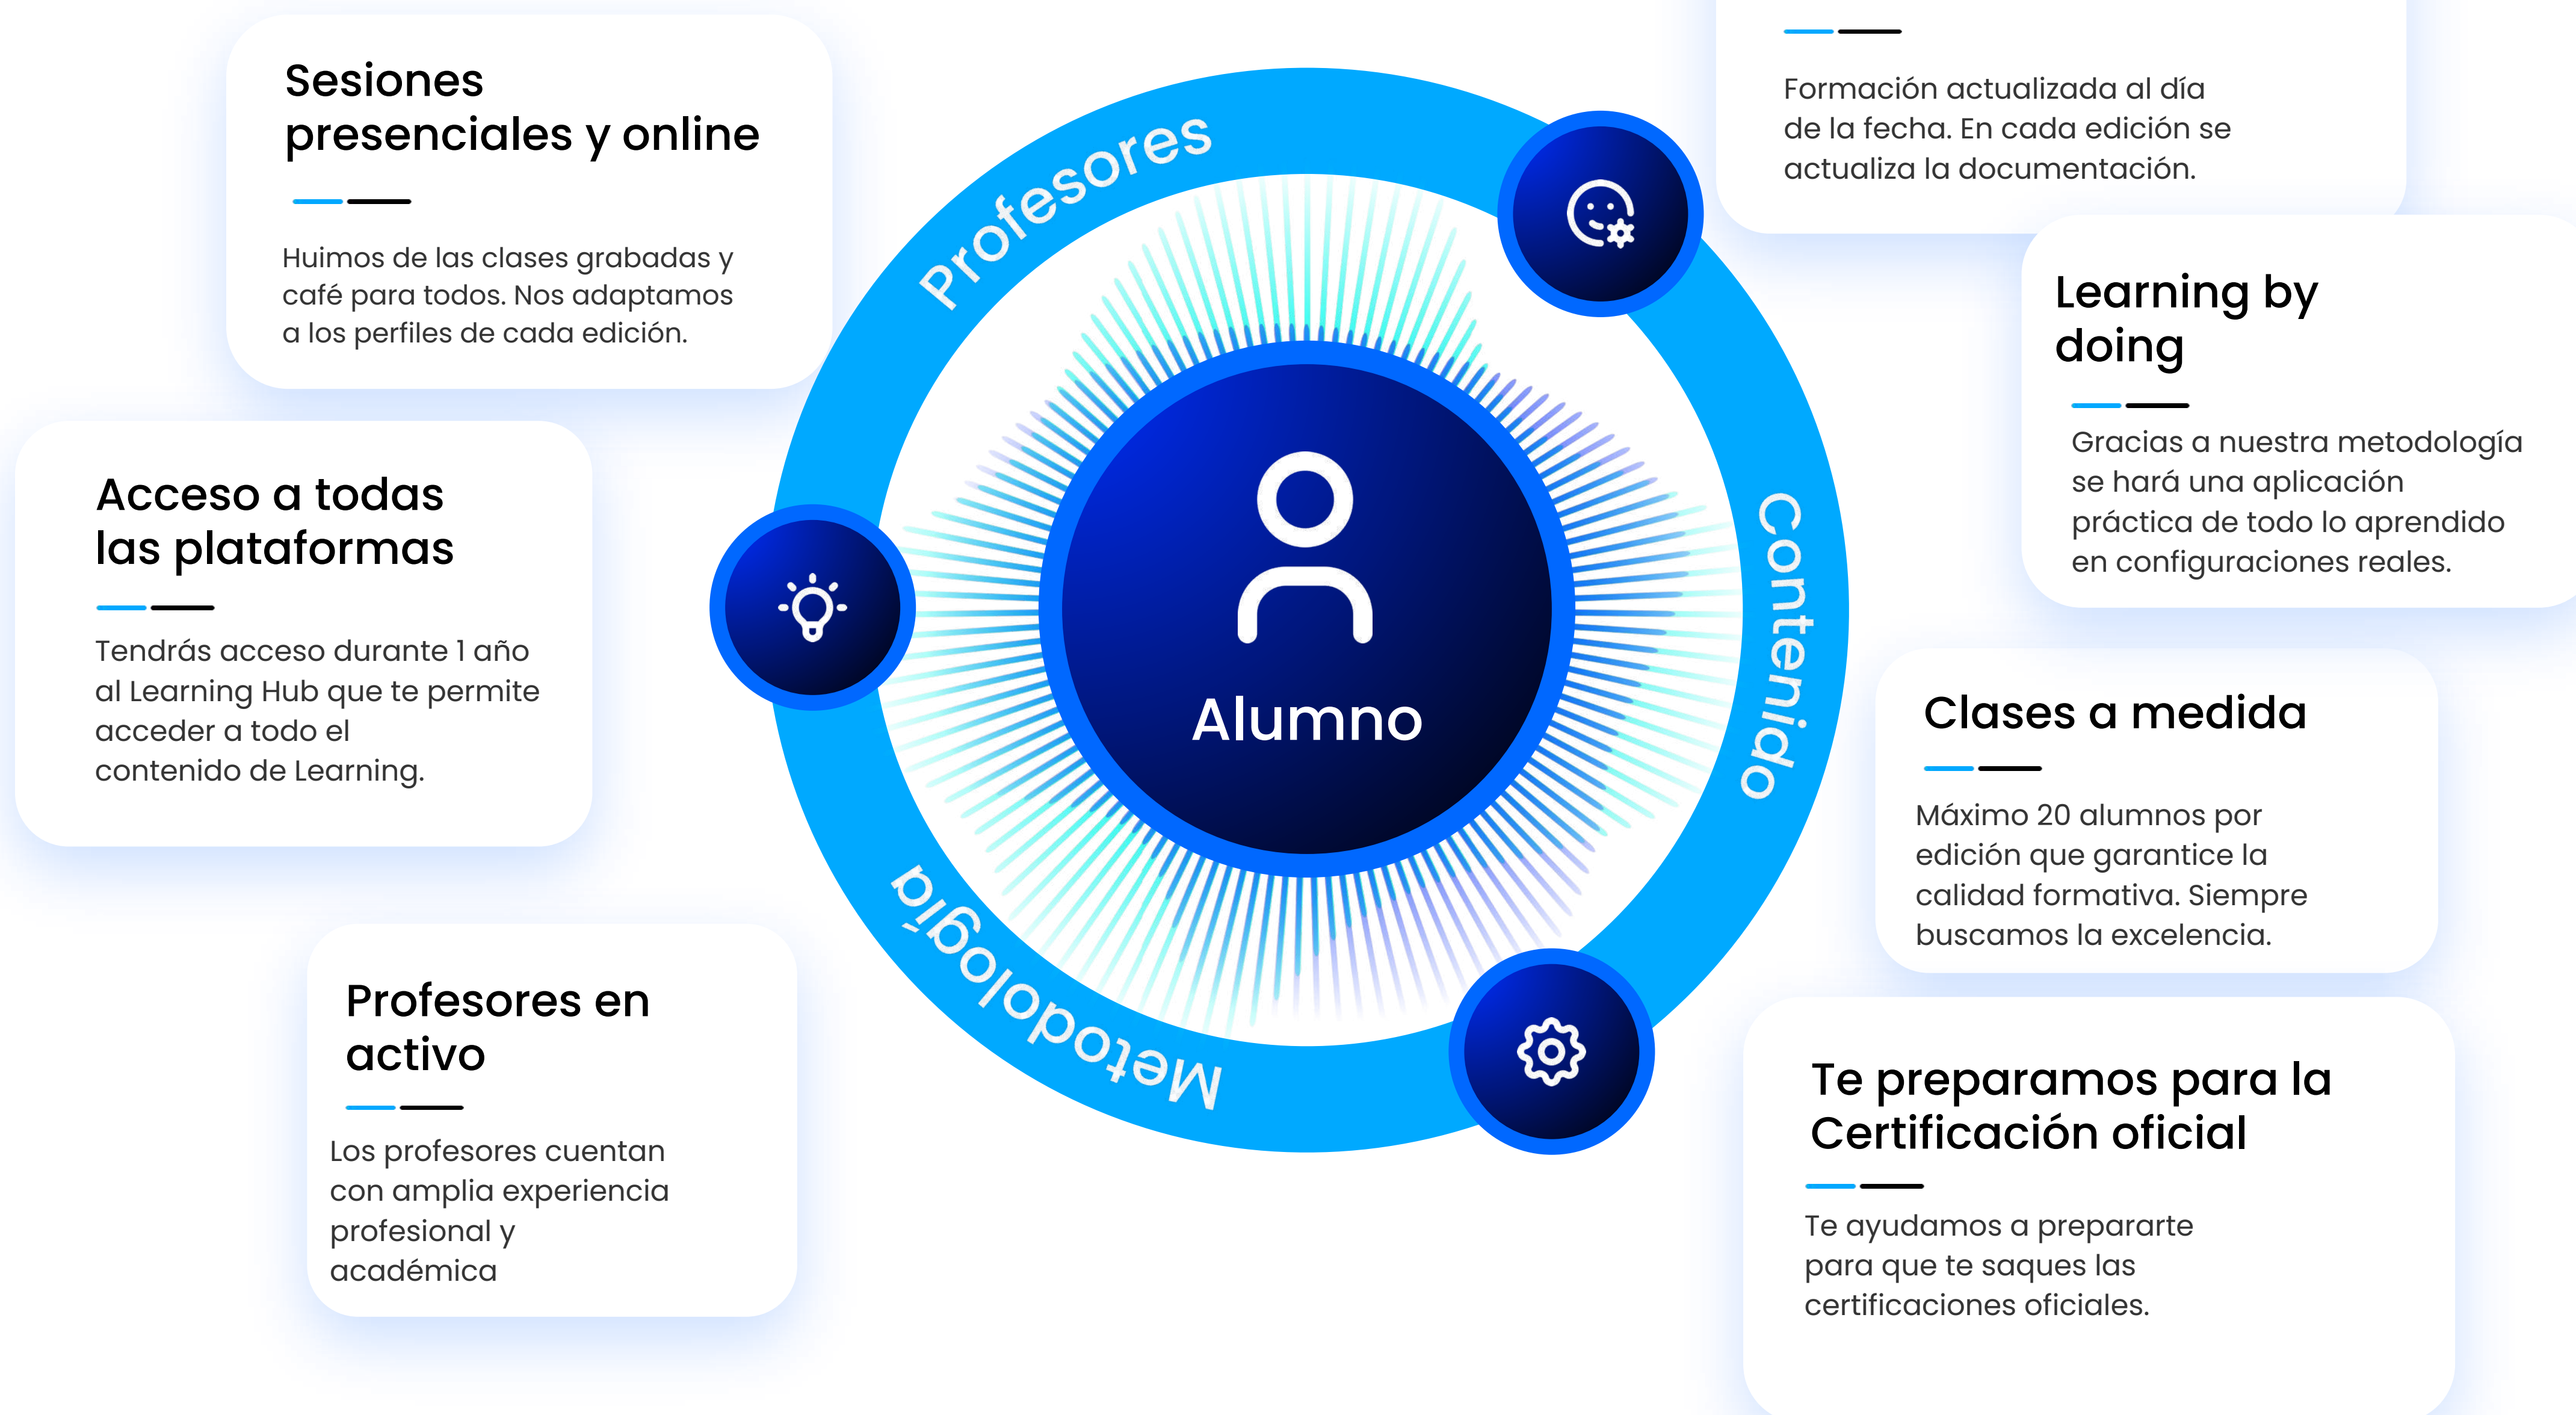 Sesiones
presenciales y online
Huimos de las clases grabadas y
café para todos. Nos adaptamos
a los perfiles de cada edición.
Acceso a todas
las plataformas
Tendrás acceso durante 1 año
al Learning Hub que te permite
acceder a todo el
contenido de Learning.
Profesores en
activo
Los profesores cuentan
con amplia experiencia
profesional y
académica
Profesores
Contenido
Metodología
Alumno
Formación actualizada al día
de la fecha. En cada edición se
actualiza la documentación.
Learning by
doing
Gracias a nuestra metodología
se hará una aplicación
práctica de todo lo aprendido
en configuraciones reales.
Clases a medida
Máximo 20 alumnos por
edición que garantice la
calidad formativa. Siempre
buscamos la excelencia.
Te preparamos para la
Certificación oficial
Te ayudamos a prepararte
para que te saques las
certificaciones oficiales.